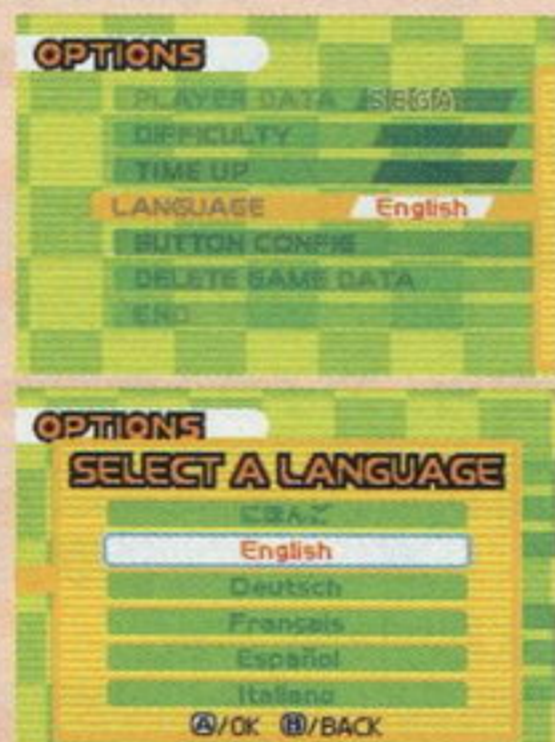 OPTIONS
PLAYER DATA SEGA
DIFFICULTY
TIME UP
LANGUAGE English
BUTTON CONFIG
DELETE GAME DATA
END
OPTIONS
SELECT A LANGUAGE
にほんご
English
Deutsch
Français
Español
Italiano
Ⓐ/OK Ⓑ/BACK